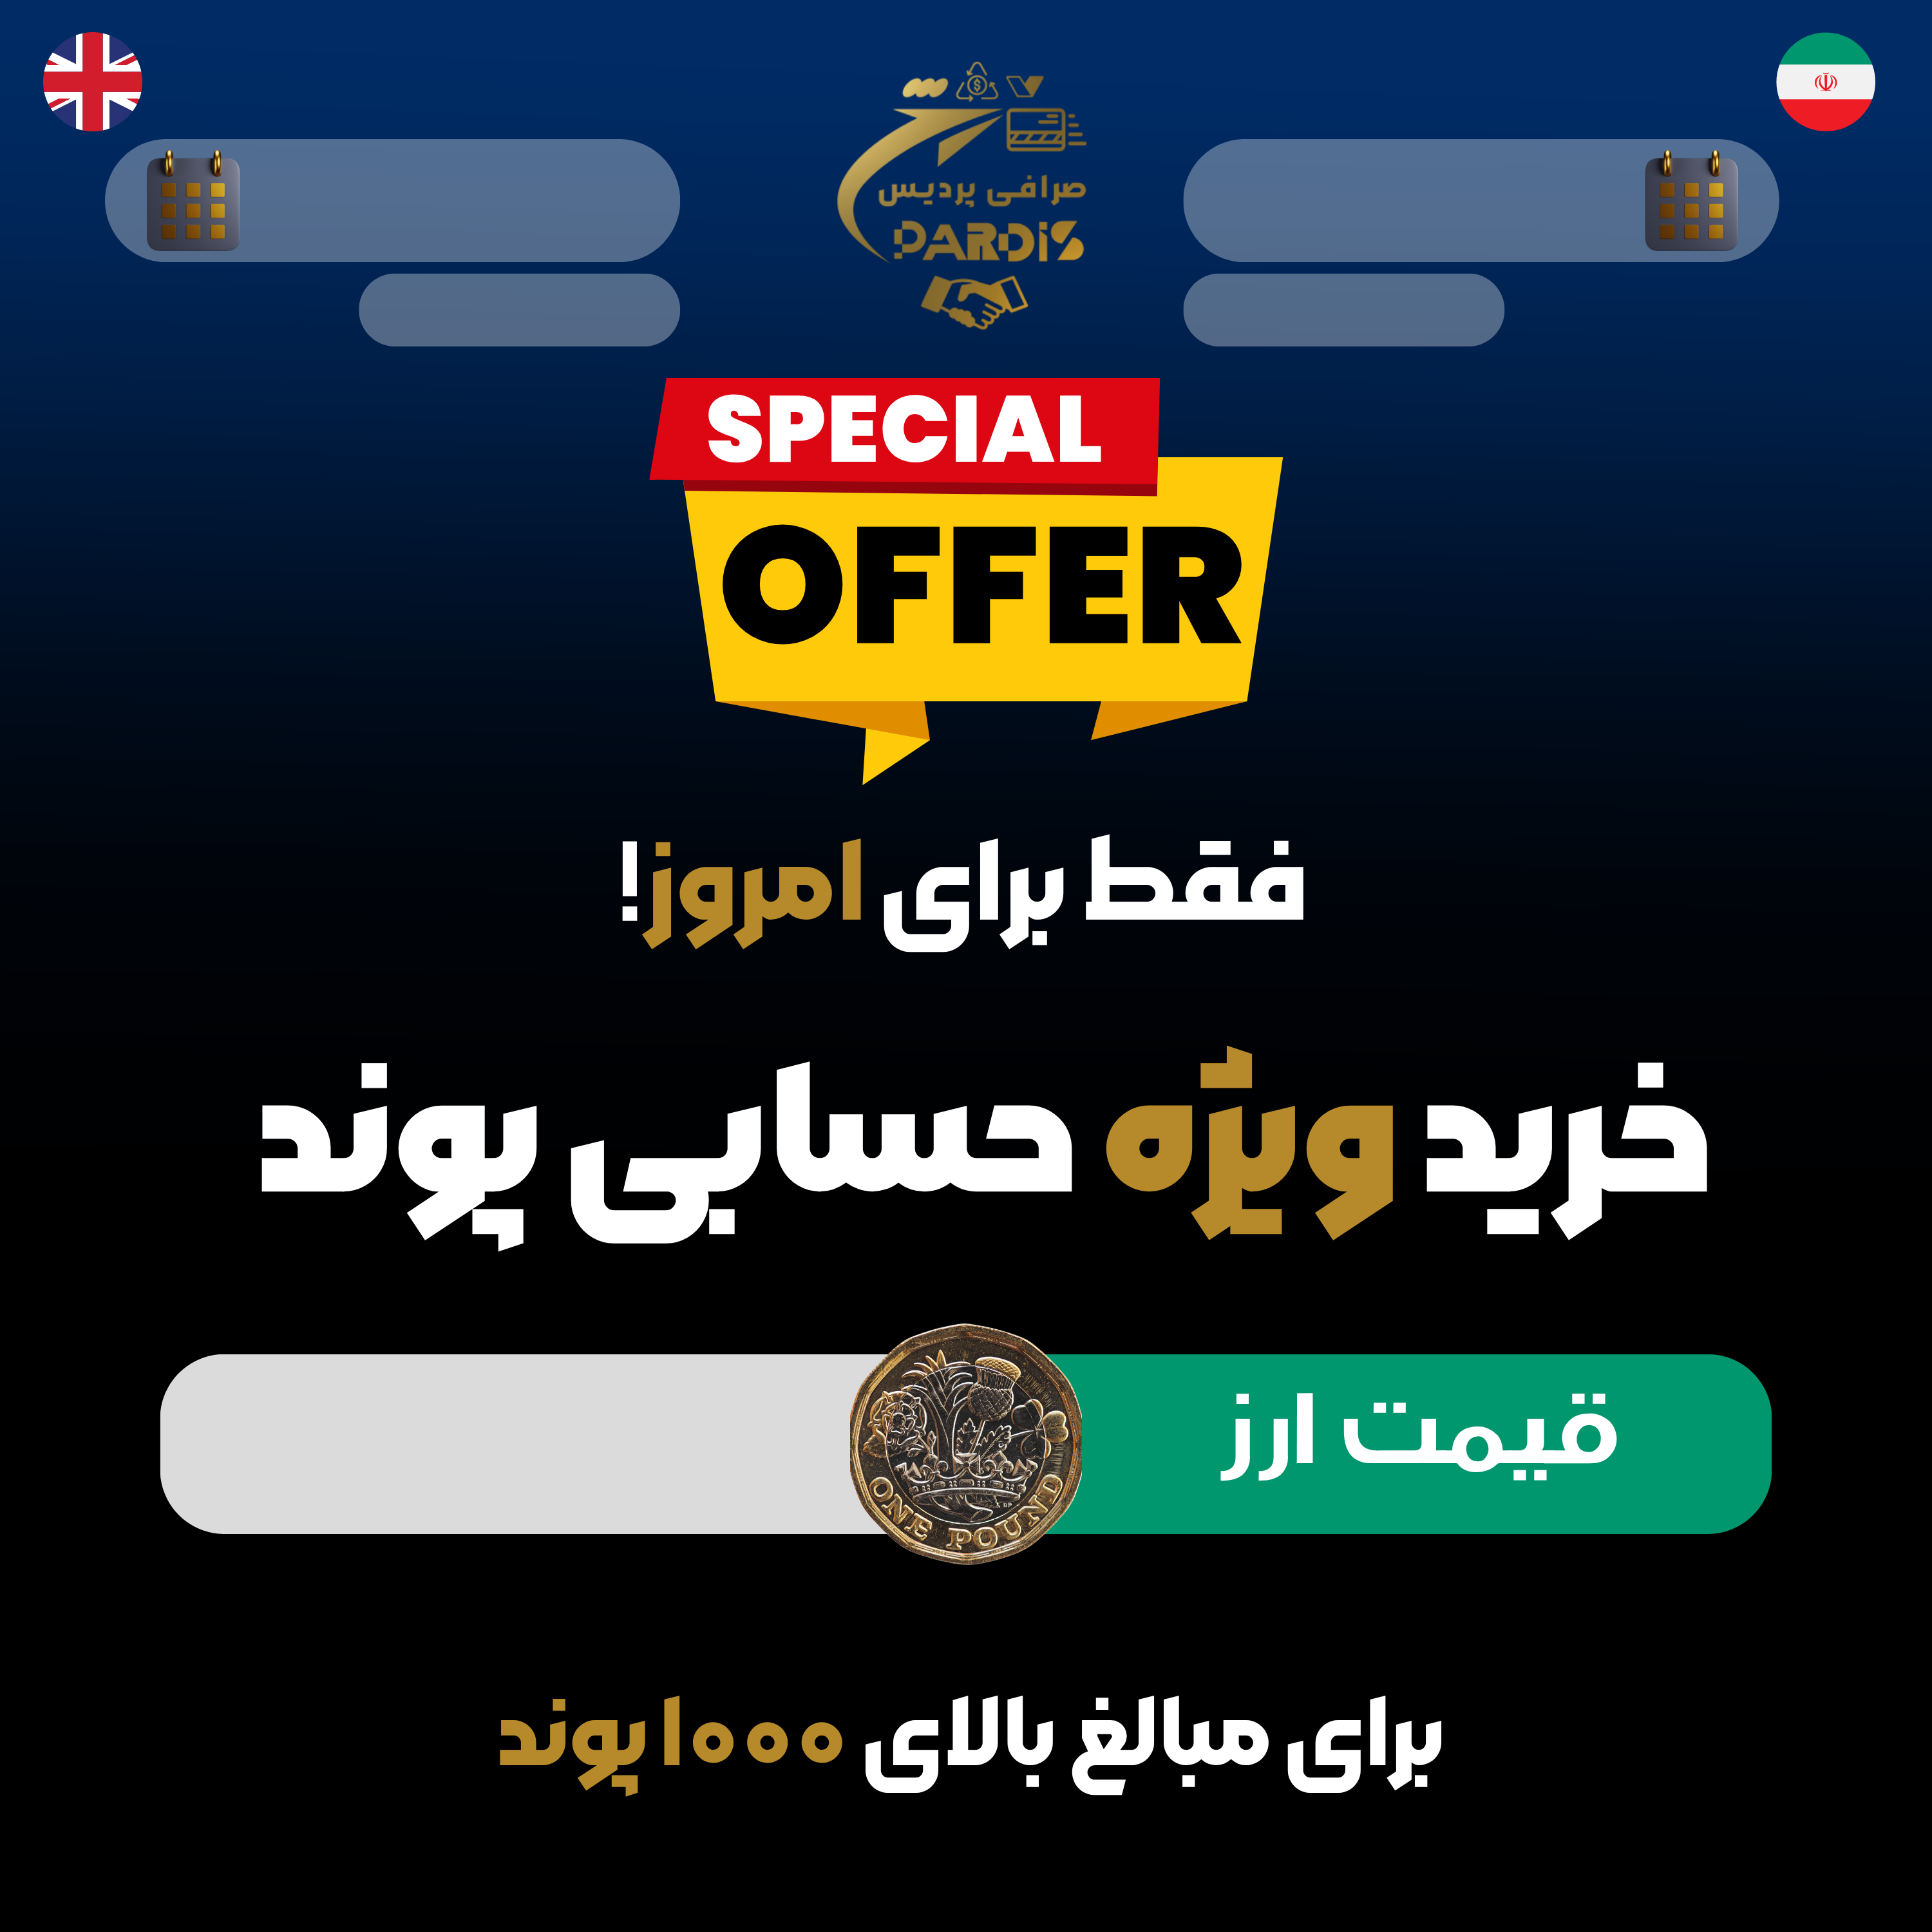 صرافی پردیس
PARDIS
SPECIAL
OFFER
فقط برای امروز!
خرید ویژه حسابی پوند
قیمت ارز
ONE POUND
برای مبالغ بالای ۱۰۰۰ پوند